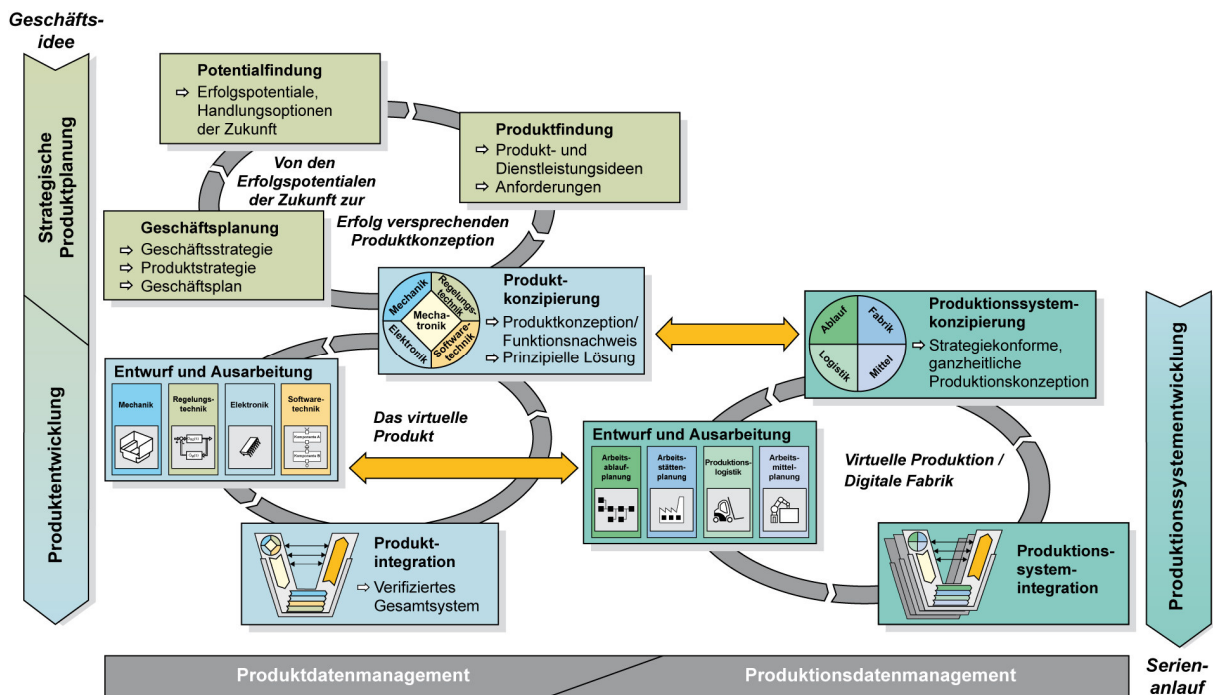 Geschäfts-
idee
Strategische
Produktplanung
Produktentwicklung
Potentialfindung
Erfolgspotentiale,
Handlungsoptionen
der Zukunft
Produktfindung
Produkt- und
Dienstleistungsideen
Anforderungen
Von den
Erfolgspotentialen
der Zukunft zur
Erfolg versprechenden
Produktkonzeption
Geschäftsplanung
Geschäftsstrategie
Produktstrategie
Geschäftsplan
Mechanik
Regelungs-
technik
Mecha-
tronik
Elektronik
Software-
technik
Produkt-
konzipierung
Produktkonzeption/
Funktionsnachweis
Prinzipielle Lösung
Ablauf
Fabrik
Logistik
Mittel
Produktionssystem-
konzipierung
Strategiekonforme,
ganzheitliche
Produktionskonzeption
Entwurf und Ausarbeitung
Mechanik
Regelungs-
technik
Elektronik
Software-
technik
Komponente A
Komponente B
Das virtuelle
Produkt
Entwurf und Ausarbeitung
Arbeits-
ablauf-
planung
Arbeits-
stätten-
planung
Produktions-
logistik
Arbeits-
mittel-
planung
Virtuelle Produktion /
Digitale Fabrik
Produkt-
integration
Verifiziertes
Gesamtsystem
Produktions-
system-
integration
Produktionssystementwicklung
Produktdatenmanagement
Produktionsdatenmanagement
Serien-
anlauf